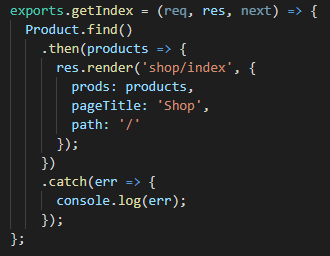 exports.getIndex = (req, res, next) => {
  Product.find()
    .then(products => {
      res.render('shop/index', {
        prods: products,
        pageTitle: 'Shop',
        path: '/'
      });
    })
    .catch(err => {
      console.log(err);
    });
};